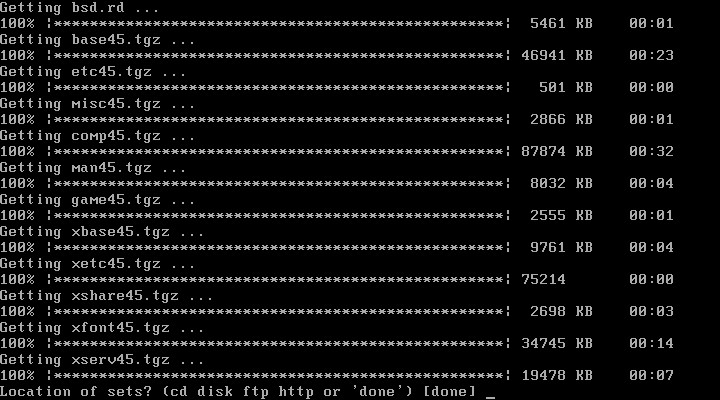 Getting bsd.rd ...
100% |**************************************************| 5461 KB 00:01
Getting base45.tgz ...
100% |**************************************************| 46941 KB 00:23
Getting etc45.tgz ...
100% |**************************************************| 501 KB 00:00
Getting misc45.tgz ...
100% |**************************************************| 2866 KB 00:01
Getting comp45.tgz ...
100% |**************************************************| 87874 KB 00:32
Getting man45.tgz ...
100% |**************************************************| 8032 KB 00:04
Getting game45.tgz ...
100% |**************************************************| 2555 KB 00:01
Getting xbase45.tgz ...
100% |**************************************************| 9761 KB 00:04
Getting xetc45.tgz ...
100% |**************************************************| 75214 00:00
Getting xshare45.tgz ...
100% |**************************************************| 2698 KB 00:03
Getting xfont45.tgz ...
100% |**************************************************| 34745 KB 00:14
Getting xserv45.tgz ...
100% |**************************************************| 19478 KB 00:07
Location of sets? (cd disk ftp http or 'done') [done] _